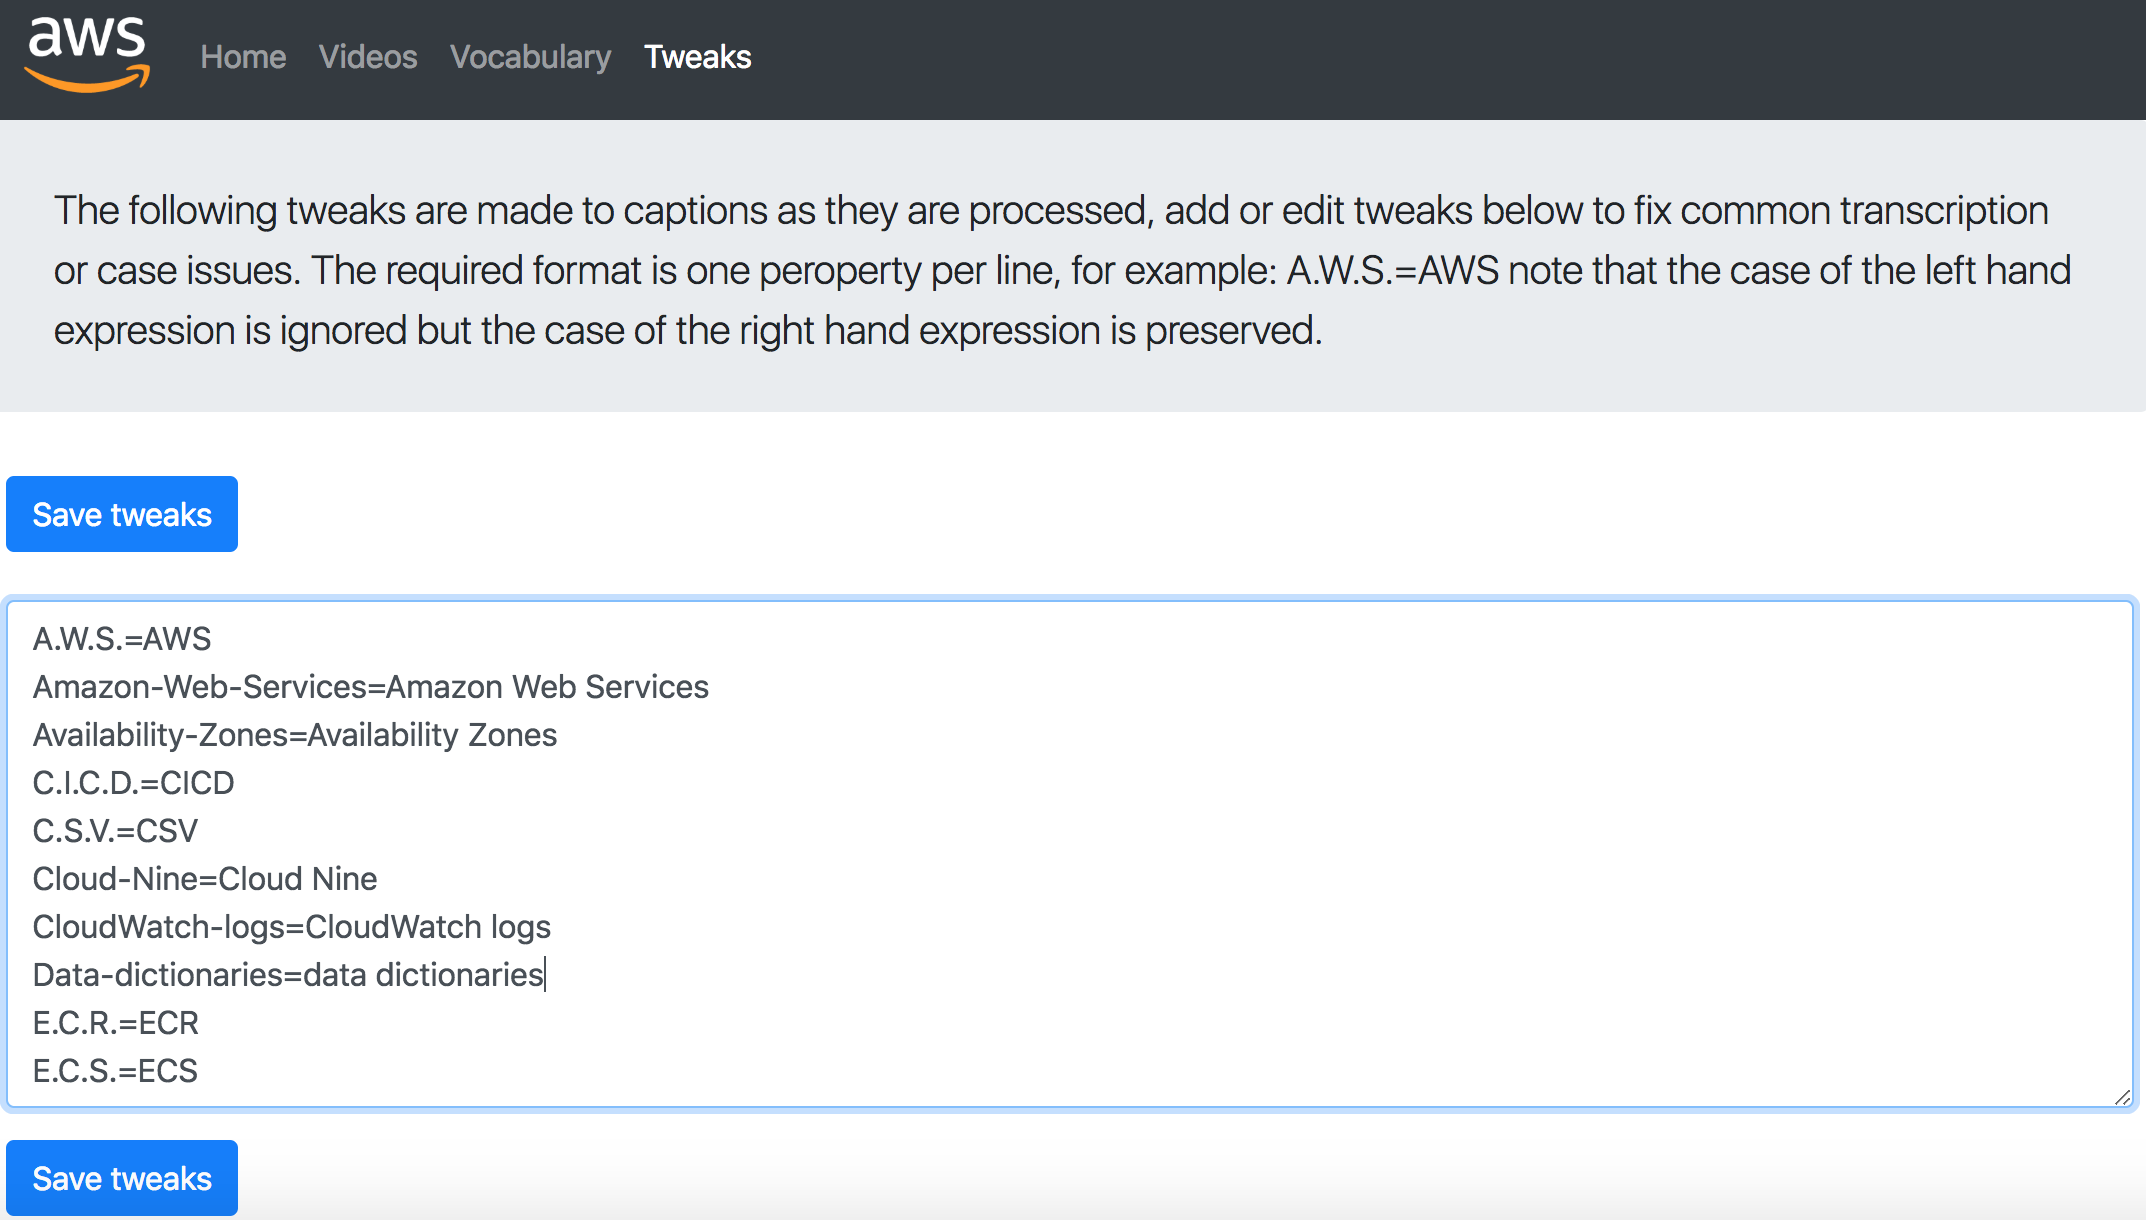 aws
Home Videos Vocabulary Tweaks
The following tweaks are made to captions as they are processed, add or edit tweaks below to fix common transcription
or case issues. The required format is one peroperty per line, for example: A.W.S.=AWS note that the case of the left hand
expression is ignored but the case of the right hand expression is preserved.
Save tweaks
A.W.S.=AWS
Amazon-Web-Services=Amazon Web Services
Availability-Zones=Availability Zones
C.I.C.D.=CICD
C.S.V.=CSV
Cloud-Nine=Cloud Nine
CloudWatch-logs=CloudWatch logs
Data-dictionaries=data dictionaries
E.C.R.=ECR
E.C.S.=ECS
Save tweaks